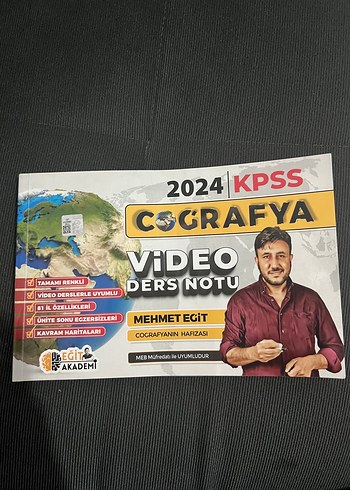 2024 KPSS
COĞRAFYA
VİDEO
DERS NOTU
TAMAMI RENKLİ
VİDEO DERSLERLE UYUMLU
81 İL ÖZELLİKLERİ
ÜNİTE SONU EGZERSİZLERİ
KAVRAM HARİTALARI
MEHMET EĞİT
COĞRAFYANIN HAFIZASI
MEB Müfredatı ile UYUMLUDUR
EĞİT
AKADEMİ